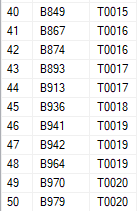 40 B849 T0015
41 B867 T0016
42 B874 T0016
43 B893 T0017
44 B913 T0017
45 B936 T0018
46 B941 T0019
47 B942 T0019
48 B964 T0019
49 B970 T0020
50 B979 T0020